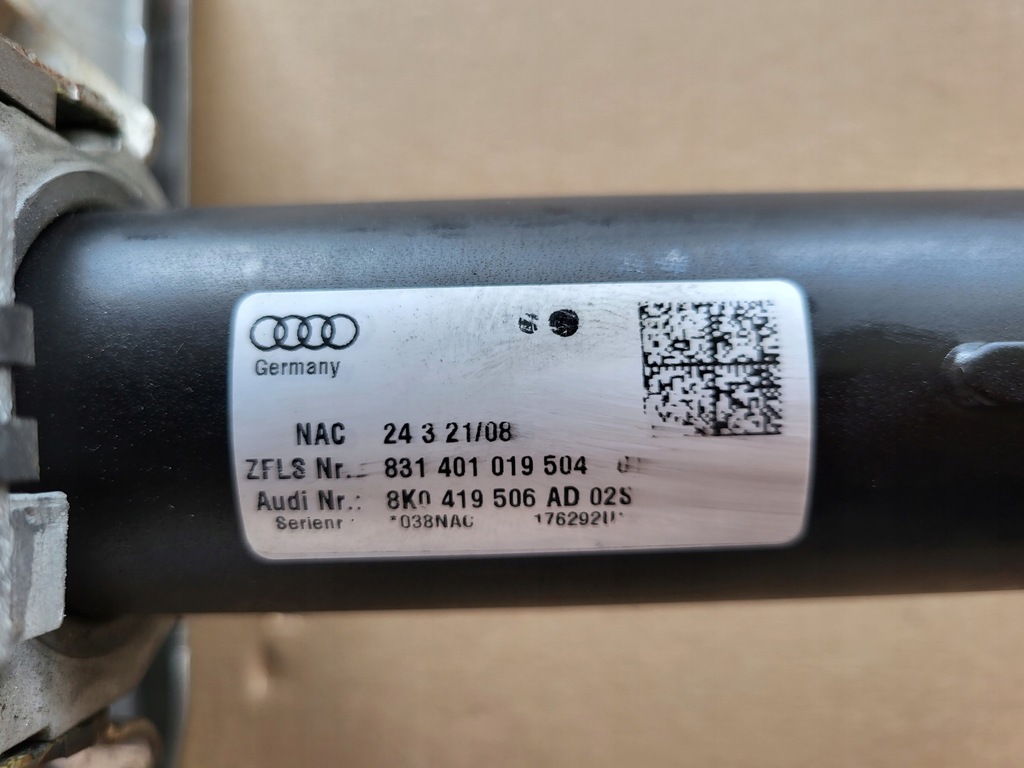 Germany
NAC 24 3 21/08
ZFLS Nr.: 831 401 019 504
Audi Nr.: 8K0 419 506 AD 02S
Serienr : *038NAC 176292U*